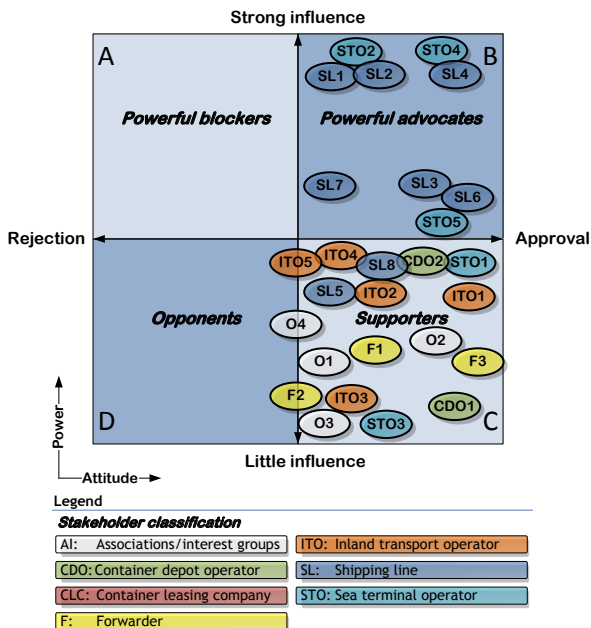 Strong influence
A
B
STO2
STO4
SL1
SL2
SL4
Powerful blockers
Powerful advocates
SL7
SL3
SL6
STO5
Rejection
Approval
ITO5
ITO4
SL8
CDO2
STO1
SL5
ITO2
ITO1
Opponents
O4
Supporters
O1
F1
O2
F3
F2
ITO3
CDO1
O3
STO3
D
C
Power
Attitude
Little influence
Legend
Stakeholder classification
AI: Associations/interest groups
ITO: Inland transport operator
CDO: Container depot operator
SL: Shipping line
CLC: Container leasing company
STO: Sea terminal operator
F: Forwarder